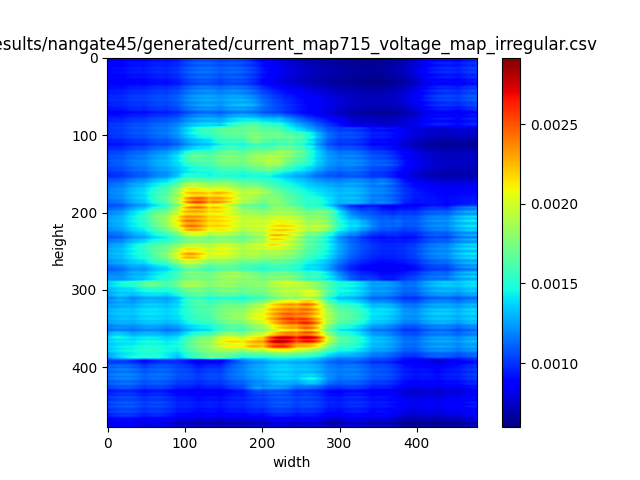 esults/nangate45/generated/current_map715_voltage_map_irregular.csv
0
100
200
300
400
height
0 100 200 300 400
width
0.0025
0.0020
0.0015
0.0010